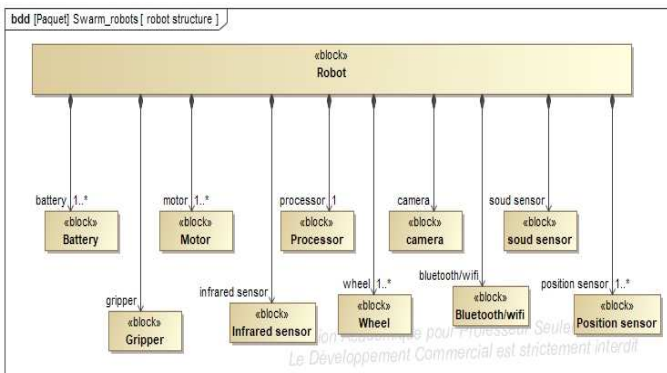 bdd [Paquet] Swarm_robots [ robot structure ]
«block»
Robot
battery 1..*
motor 1..*
processor 1
camera
soud sensor
«block»
Battery
«block»
Motor
«block»
Processor
«block»
camera
«block»
soud sensor
gripper
infrared sensor
wheel 1..*
bluetooth/wifi
position sensor 1..*
«block»
Gripper
«block»
Infrared sensor
«block»
Wheel
«block»
Bluetooth/wifi
«block»
Position sensor
pour Professeur
Le Développement Commercial est strictement interdit